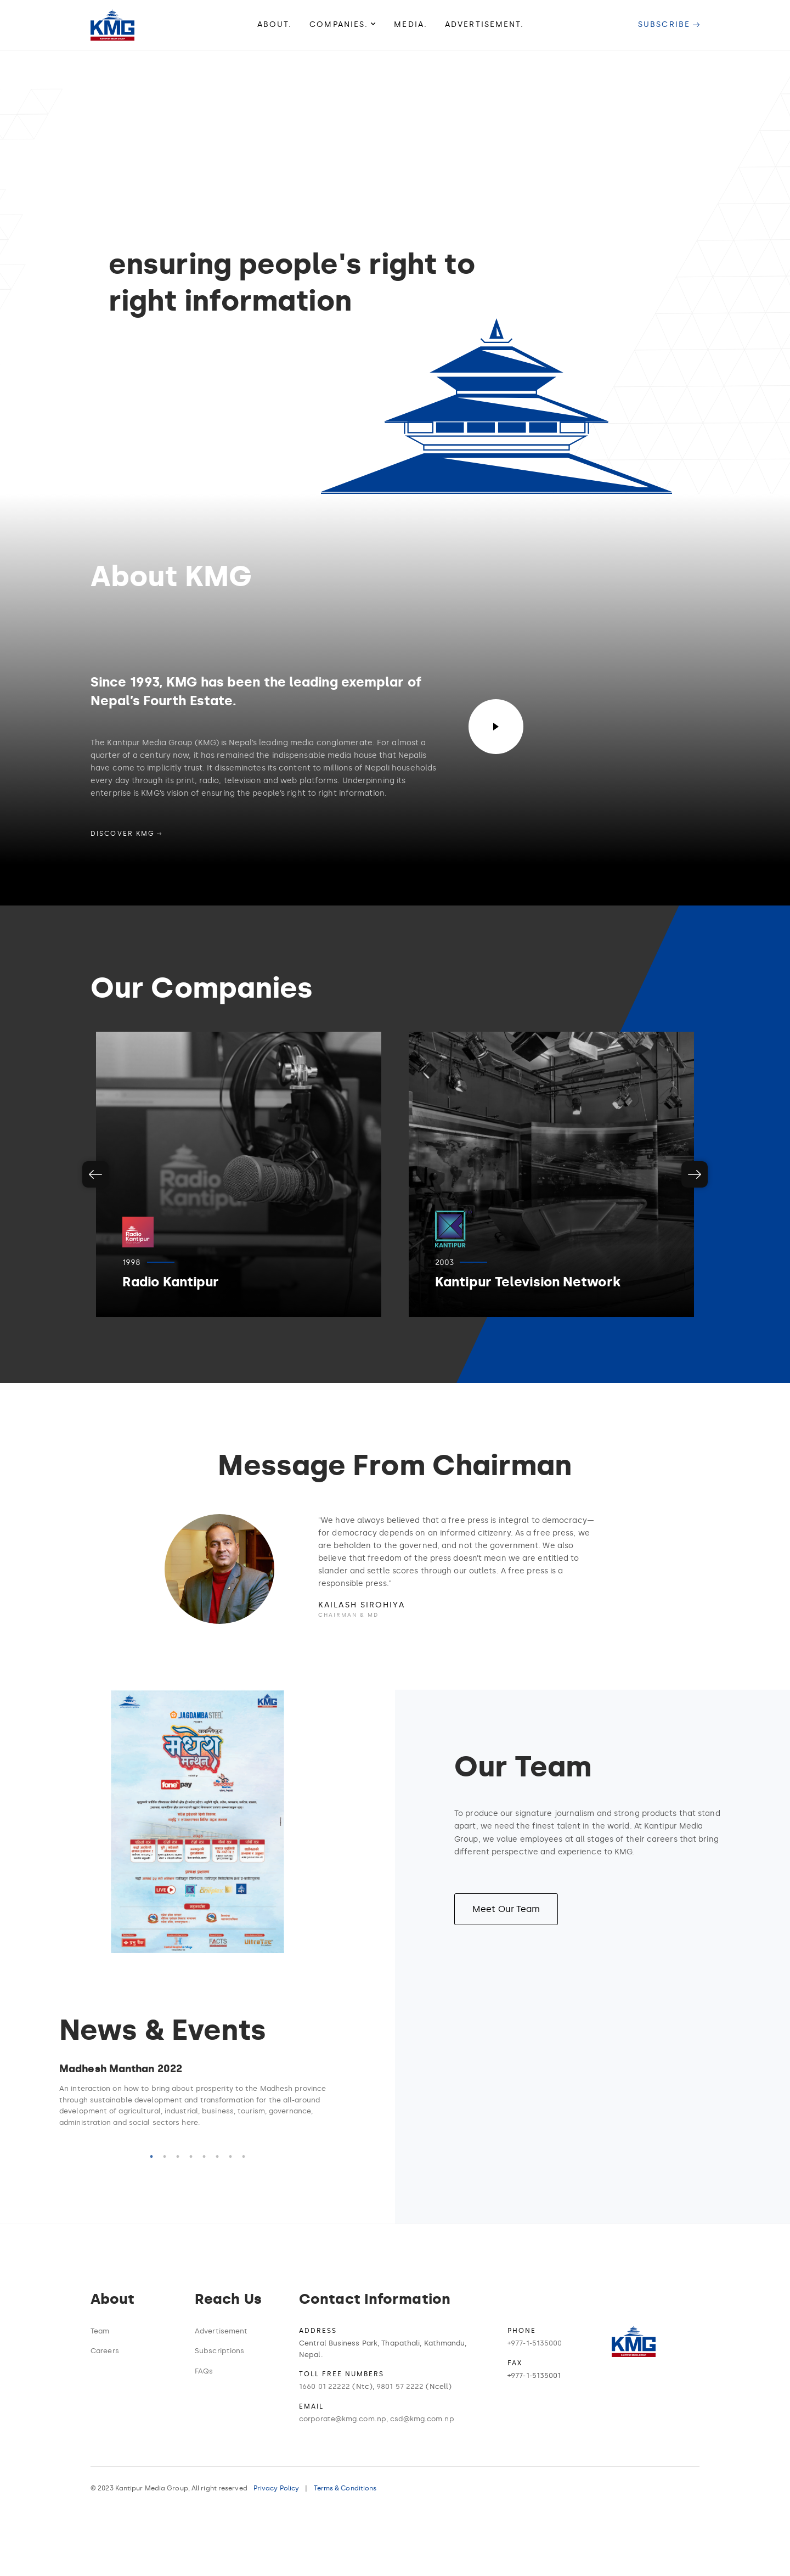 KMG
ABOUT.
COMPANIES.
MEDIA.
ADVERTISEMENT.
SUBSCRIBE →
ensuring people's right to
right information
About KMG
Since 1993, KMG has been the leading exemplar of
Nepal's Fourth Estate.
The Kantipur Media Group (KMG) is Nepal's leading media conglomerate. For almost a
quarter of a century now, it has remained the indispensable media house that Nepalis
have come to implicitly trust. It disseminates its content to millions of Nepali households
every day through its print, radio, television and web platforms. Underpinning its
enterprise is KMG's vision of ensuring the people's right to right information.
DISCOVER KMG →
Our Companies
Radio
Kantipur
Radio
Kantipur
1998
Radio Kantipur
KANTIPUR
2003
Kantipur Television Network
Message From Chairman
"We have always believed that a free press is integral to democracy—
for democracy depends on an informed citizenry. As a free press, we
are beholden to the governed, and not the government. We also
believe that freedom of the press doesn't mean we are entitled to
slander and settle scores through our outlets. A free press is a
responsible press."
KAILASH SIROHIYA
CHAIRMAN & MD
KMG
JAGDAMBA STEEL
मधेश
मन्थन
fonepay
LIVE
FACTS
Our Team
To produce our signature journalism and strong products that stand
apart, we need the finest talent in the world. At Kantipur Media
Group, we value employees at all stages of their careers that bring
different perspective and experience to KMG.
Meet Our Team
News & Events
Madhesh Manthan 2022
An interaction on how to bring about prosperity to the Madhesh province
through sustainable development and transformation for the all-around
development of agricultural, industrial, business, tourism, governance,
administration and social sectors here.
About
Team
Careers
Reach Us
Advertisement
Subscriptions
FAQs
Contact Information
ADDRESS
Central Business Park, Thapathali, Kathmandu,
Nepal.
TOLL FREE NUMBERS
1660 01 22222 (Ntc), 9801 57 2222 (Ncell)
EMAIL
corporate@kmg.com.np, csd@kmg.com.np
PHONE
+977-1-5135000
FAX
+977-1-5135001
KMG
© 2023 Kantipur Media Group, All right reserved Privacy Policy | Terms & Conditions